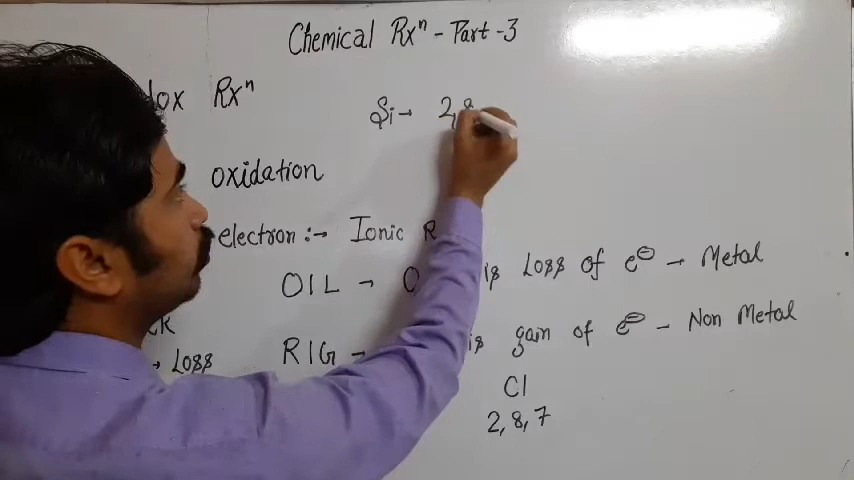 Chemical Rxⁿ - Part - 3
dox Rxⁿ
Si → 2,8
oxidation
electron :→ Ionic R
OIL → O is Loss of e⊖ → Metal
RIG → is gain of e⊖ - Non Metal
→ Loss
Cl
2, 8, 7